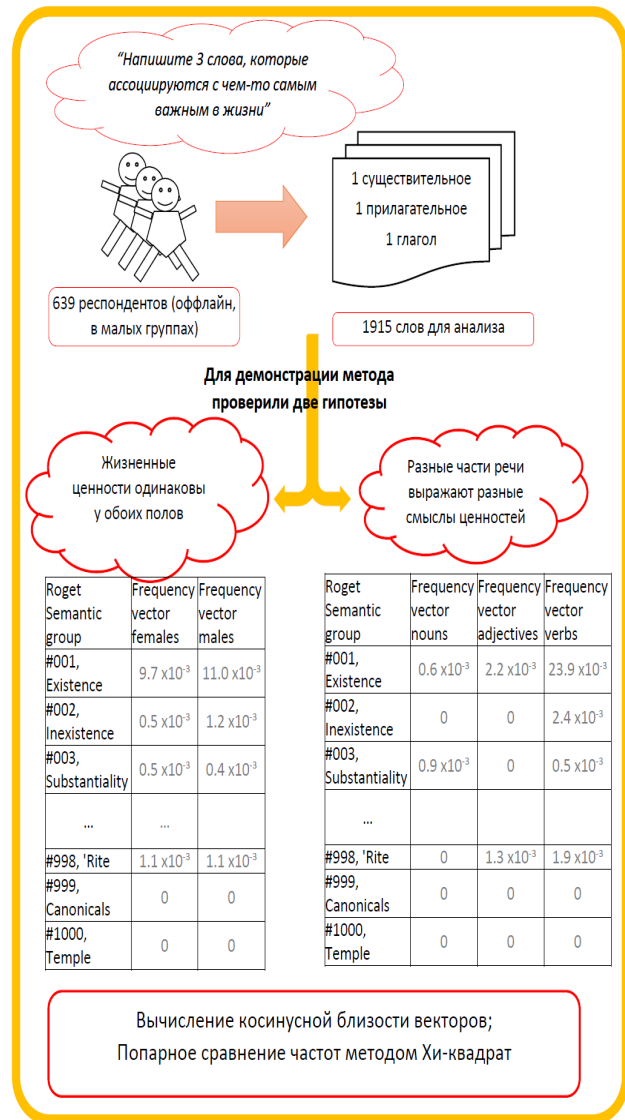 “Напишите 3 слова, которые
ассоциируются с чем-то самым
важным в жизни”
1 существительное
1 прилагательное
1 глагол
639 респондентов (оффлайн,
в малых группах)
1915 слов для анализа
Для демонстрации метода
проверили две гипотезы
Жизненные
ценности одинаковы
у обоих полов
Разные части речи
выражают разные
смыслы ценностей
Roget Semantic group | Frequency vector females | Frequency vector males
#001, Existence | 9.7 x10⁻³ | 11.0 x10⁻³
#002, Inexistence | 0.5 x10⁻³ | 1.2 x10⁻³
#003, Substantiality | 0.5 x10⁻³ | 0.4 x10⁻³
... | ...
#998, 'Rite | 1.1 x10⁻³ | 1.1 x10⁻³
#999, Canonicals | 0 | 0
#1000, Temple | 0 | 0
Roget Semantic group | Frequency vector nouns | Frequency vector adjectives | Frequency vector verbs
#001, Existence | 0.6 x10⁻³ | 2.2 x10⁻³ | 23.9 x10⁻³
#002, Inexistence | 0 | 0 | 2.4 x10⁻³
#003, Substantiality | 0.9 x10⁻³ | 0 | 0.5 x10⁻³
...
#998, 'Rite | 0 | 1.3 x10⁻³ | 1.9 x10⁻³
#999, Canonicals | 0 | 0 | 0
#1000, Temple | 0 | 0 | 0
Вычисление косинусной близости векторов;
Попарное сравнение частот методом Хи-квадрат